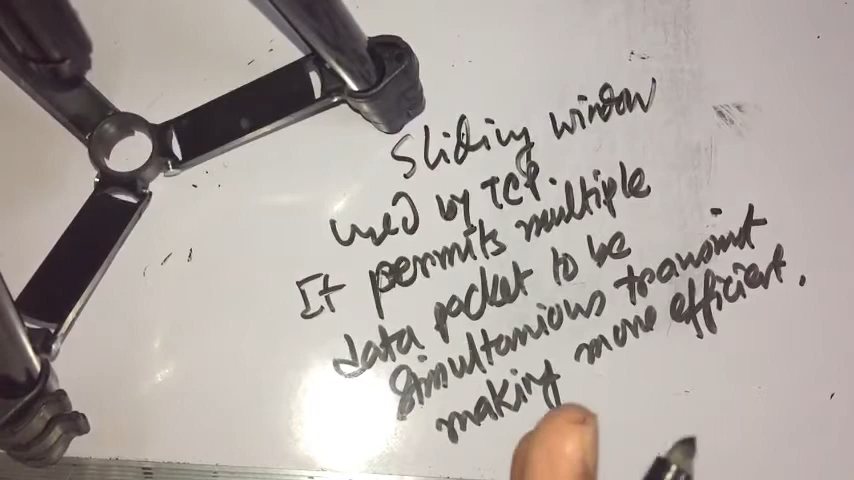 Sliding window
used by TCP.
It permits multiple
data packet to be
Simultanious transmit
making more efficient.